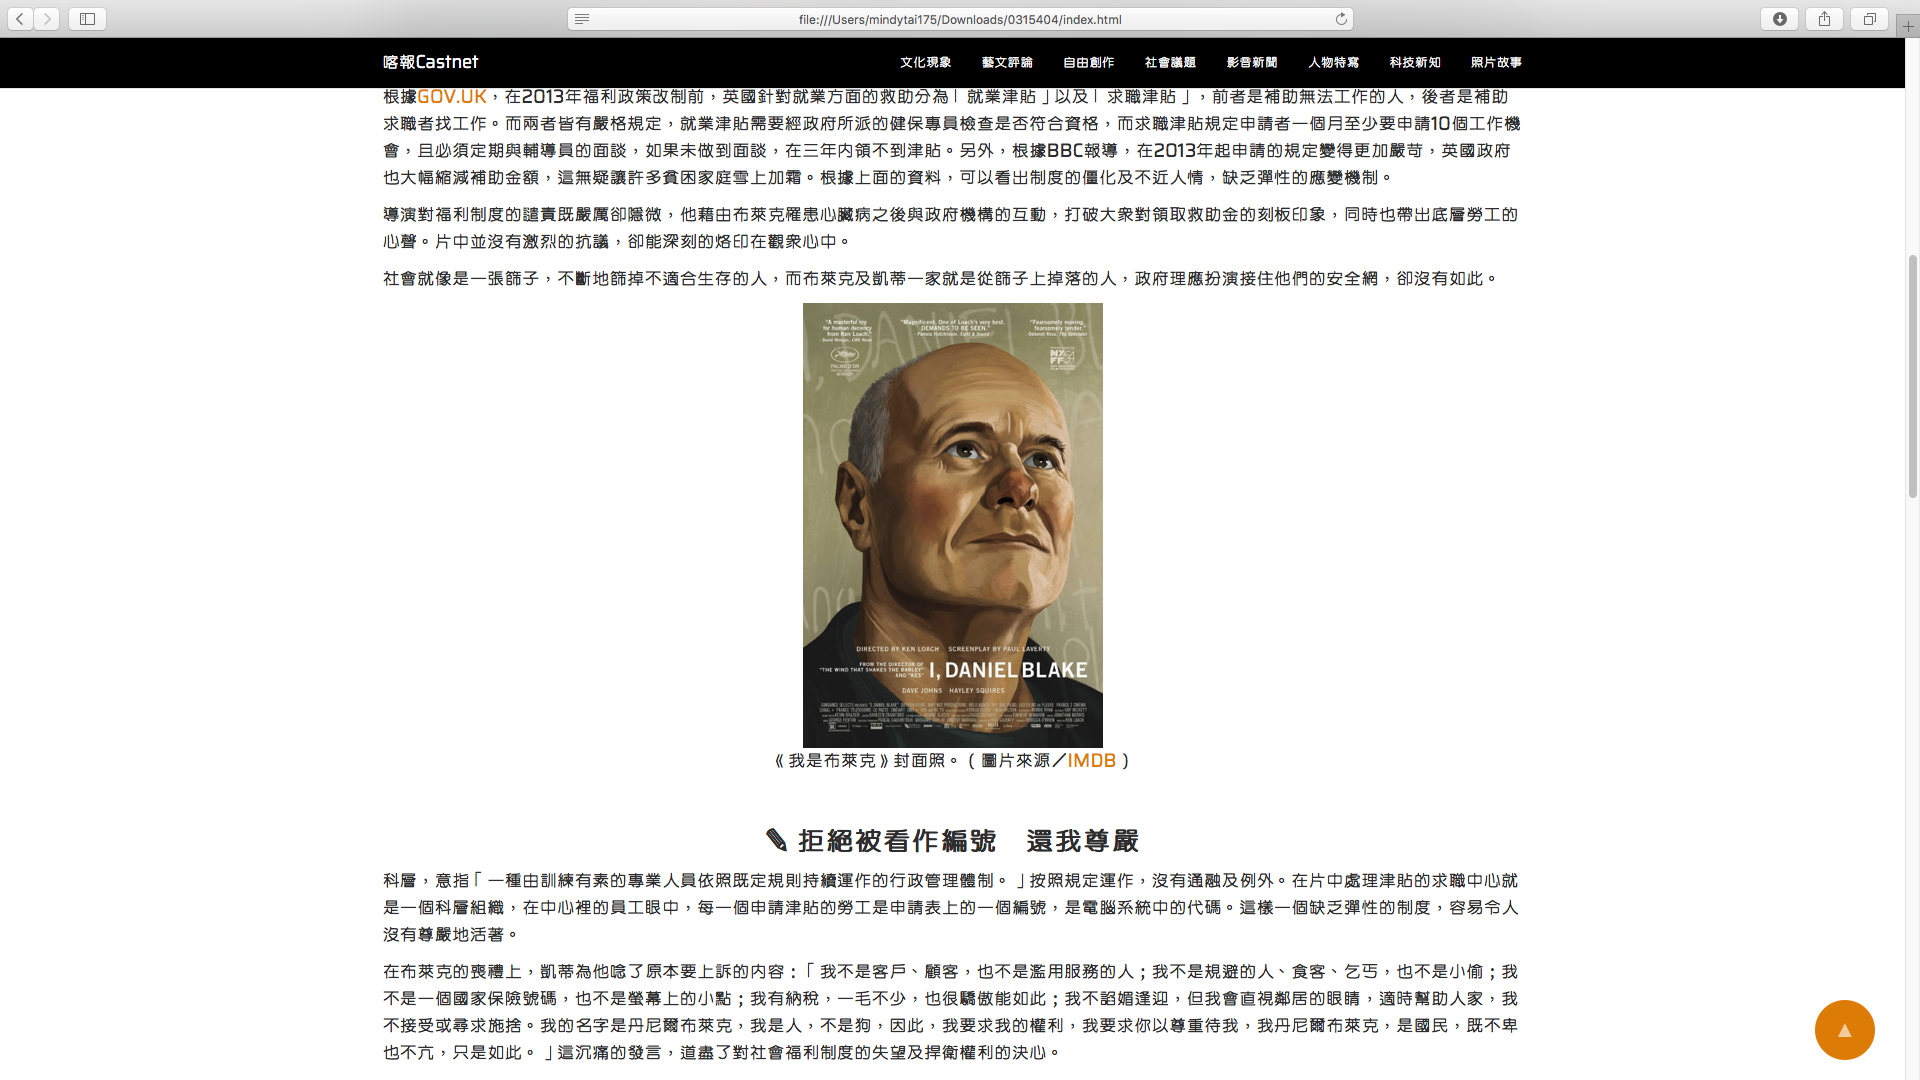 file:///Users/mindytai175/Downloads/0315404/index.html
喀報Castnet
文化現象 藝文評論 自由創作 社會議題 影音新聞 人物特寫 科技新知 照片故事
根據GOV.UK，在2013年福利政策改制前，英國針對就業方面的救助分為「就業津貼」以及「求職津貼」，前者是補助無法工作的人，後者是補助
求職者找工作。而兩者皆有嚴格規定，就業津貼需要經政府所派的健保專員檢查是否符合資格，而求職津貼規定申請者一個月至少要申請10個工作機
會，且必須定期與輔導員的面談，如果未做到面談，在三年內領不到津貼。另外，根據BBC報導，在2013年起申請的規定變得更加嚴苛，英國政府
也大幅縮減補助金額，這無疑讓許多貧困家庭雪上加霜。根據上面的資料，可以看出制度的僵化及不近人情，缺乏彈性的應變機制。
導演對福利制度的譴責既嚴厲卻隱微，他藉由布萊克罹患心臟病之後與政府機構的互動，打破大眾對領取救助金的刻板印象，同時也帶出底層勞工的
心聲。片中並沒有激烈的抗議，卻能深刻的烙印在觀眾心中。
社會就像是一張篩子，不斷地篩掉不適合生存的人，而布萊克及凱蒂一家就是從篩子上掉落的人，政府理應扮演接住他們的安全網，卻沒有如此。
"A masterful cry
for human decency
from Ken Loach."
"Magnificent. One of Loach's very best.
DEMANDS TO BE SEEN."
"Fearsomely moving,
fearsomely tender."
PALME D'OR
DIRECTED BY KEN LOACH SCREENPLAY BY PAUL LAVERTY
FROM THE DIRECTOR OF
"THE WIND THAT SHAKES THE BARLEY"
AND "KES"
I, DANIEL BLAKE
DAVE JOHNS HAYLEY SQUIRES
《我是布萊克》封面照。（圖片來源／IMDB）
✎ 拒絕被看作編號　還我尊嚴
科層，意指「一種由訓練有素的專業人員依照既定規則持續運作的行政管理體制。」按照規定運作，沒有通融及例外。在片中處理津貼的求職中心就
是一個科層組織，在中心裡的員工眼中，每一個申請津貼的勞工是申請表上的一個編號，是電腦系統中的代碼。這樣一個缺乏彈性的制度，容易令人
沒有尊嚴地活著。
在布萊克的喪禮上，凱蒂為他唸了原本要上訴的內容：「我不是客戶、顧客，也不是濫用服務的人；我不是規避的人、食客、乞丐，也不是小偷；我
不是一個國家保險號碼，也不是螢幕上的小點；我有納稅，一毛不少，也很驕傲能如此；我不諂媚逢迎，但我會直視鄰居的眼睛，適時幫助人家，我
不接受或尋求施捨。我的名字是丹尼爾布萊克，我是人，不是狗，因此，我要求我的權利，我要求你以尊重待我，我丹尼爾布萊克，是國民，既不卑
也不亢，只是如此。」這沉痛的發言，道盡了對社會福利制度的失望及捍衛權利的決心。